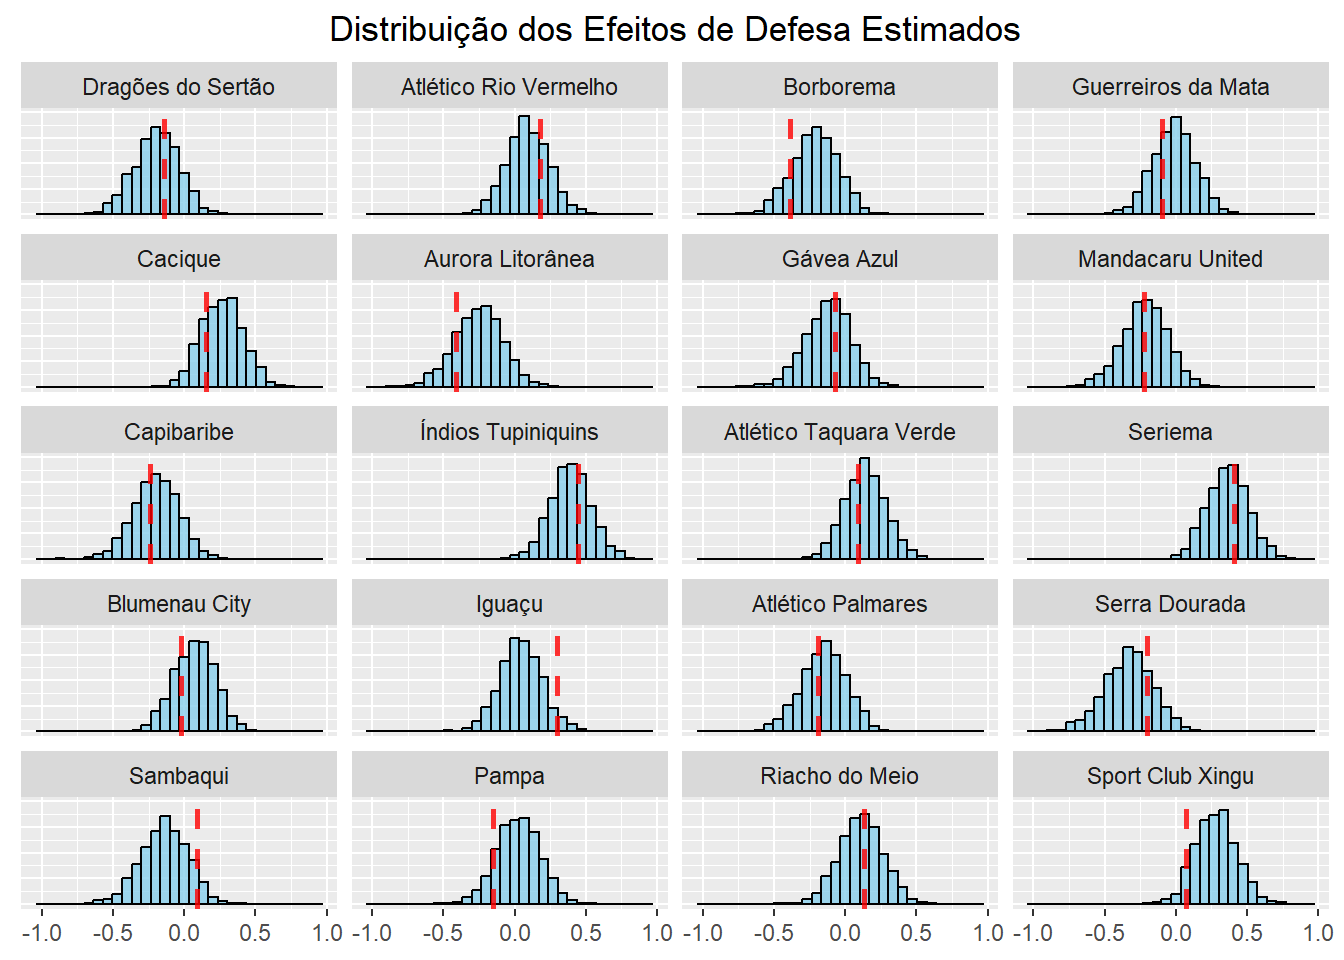 Distribuição dos Efeitos de Defesa Estimados
Dragões do Sertão
Atlético Rio Vermelho
Borborema
Guerreiros da Mata
Cacique
Aurora Litorânea
Gávea Azul
Mandacaru United
Capibaribe
Índios Tupiniquins
Atlético Taquara Verde
Seriema
Blumenau City
Iguaçu
Atlético Palmares
Serra Dourada
Sambaqui
Pampa
Riacho do Meio
Sport Club Xingu
-1.0 -0.5 0.0 0.5 1.0
-1.0 -0.5 0.0 0.5 1.0
-1.0 -0.5 0.0 0.5 1.0
-1.0 -0.5 0.0 0.5 1.0